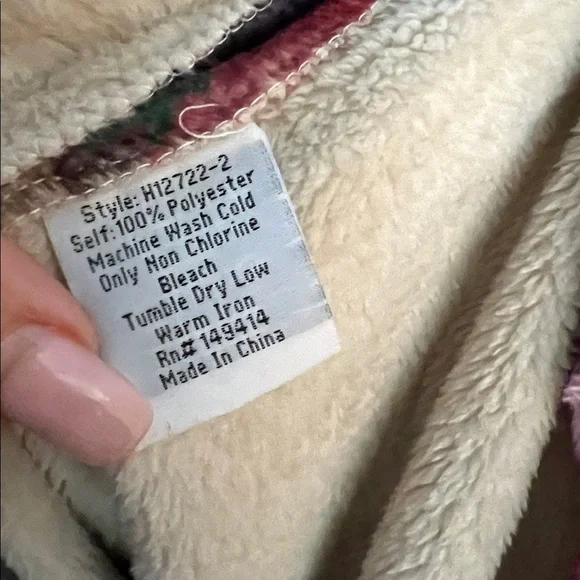 Style: H12722-2
Self:100% Polyester
Machine Wash Cold
Only Non Chlorine
Bleach
Tumble Dry Low
Warm Iron
Rn# 149414
Made In China